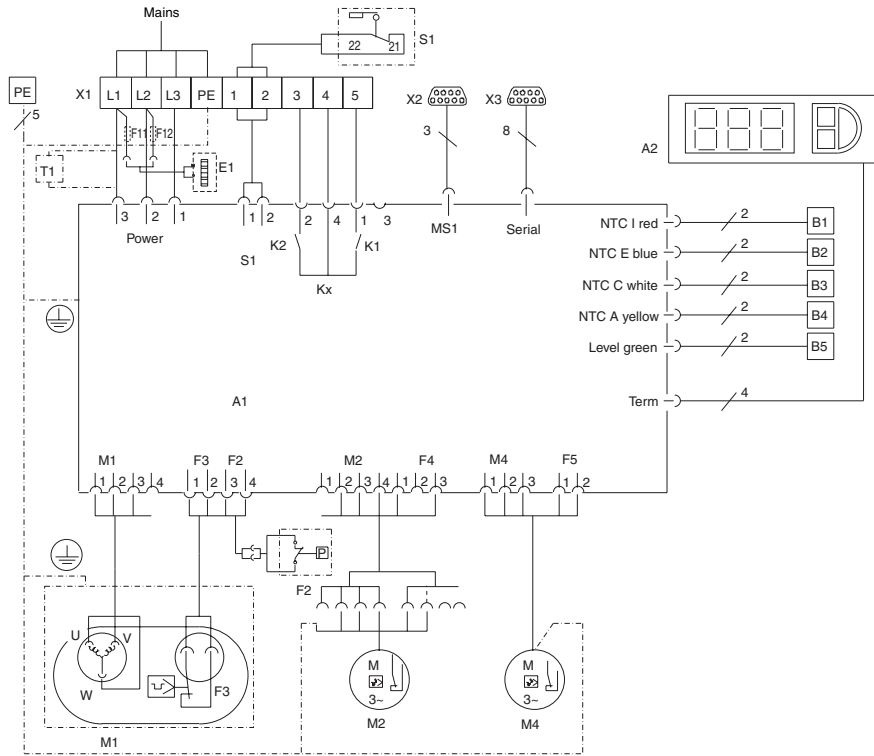 Mains
22 21 S1
PE
5
X1 L1 L2 L3 PE 1 2 3 4 5
X2 X3
3 8
A2
F11 F12
T1
E1
3 2 1
1 2
2 4 1 3
Power
S1
K2 K1
Kx
MS1 Serial
NTC I red 2 B1
NTC E blue 2 B2
NTC C white 2 B3
NTC A yellow 2 B4
Level green 2 B5
Term 4
A1
M1 F3 F2 M2 F4 M4 F5
1 2 3 4 1 2 3 4 1 2 3 4 1 2 3 1 2 3 1 2
P
F2
U V
W
F3
M
3~
M2
M
3~
M4
M1